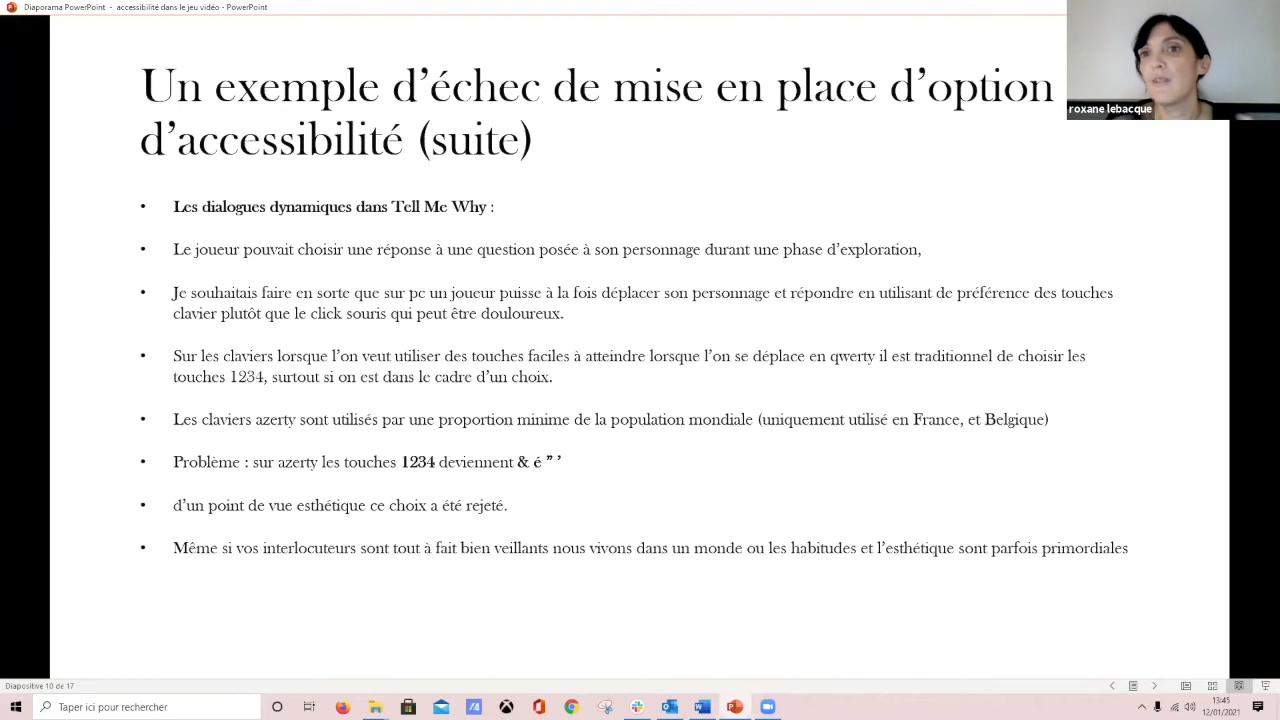 Diaporama PowerPoint - accessibilité dans le jeu vidéo - PowerPoint
roxane lebacque
Un exemple d’échec de mise en place d’option
d’accessibilité (suite)
• Les dialogues dynamiques dans Tell Me Why :
• Le joueur pouvait choisir une réponse à une question posée à son personnage durant une phase d’exploration,
• Je souhaitais faire en sorte que sur pc un joueur puisse à la fois déplacer son personnage et répondre en utilisant de préférence des touches
clavier plutôt que le click souris qui peut être douloureux.
• Sur les claviers lorsque l’on veut utiliser des touches faciles à atteindre lorsque l’on se déplace en qwerty il est traditionnel de choisir les
touches 1234, surtout si on est dans le cadre d’un choix.
• Les claviers azerty sont utilisés par une proportion minime de la population mondiale (uniquement utilisé en France, et Belgique)
• Problème : sur azerty les touches 1234 deviennent & é ” ’
• d’un point de vue esthétique ce choix a été rejeté.
• Même si vos interlocuteurs sont tout à fait bien veillants nous vivons dans un monde ou les habitudes et l’esthétique sont parfois primordiales
Diapositive 10 de 17
Taper ici pour rechercher
13:45
12/01/2021